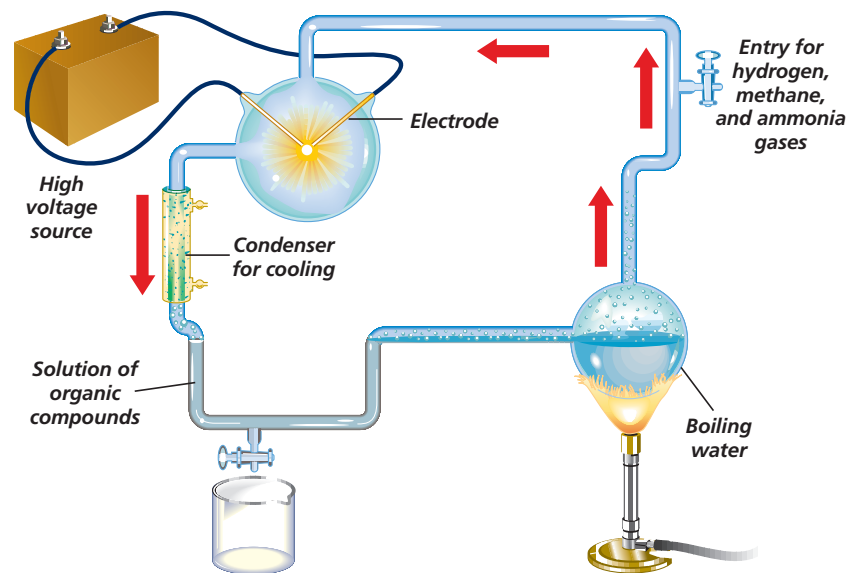 Entry for
hydrogen,
methane,
and ammonia
gases
Electrode
High
voltage
source
Condenser
for cooling
Solution of
organic
compounds
Boiling
water